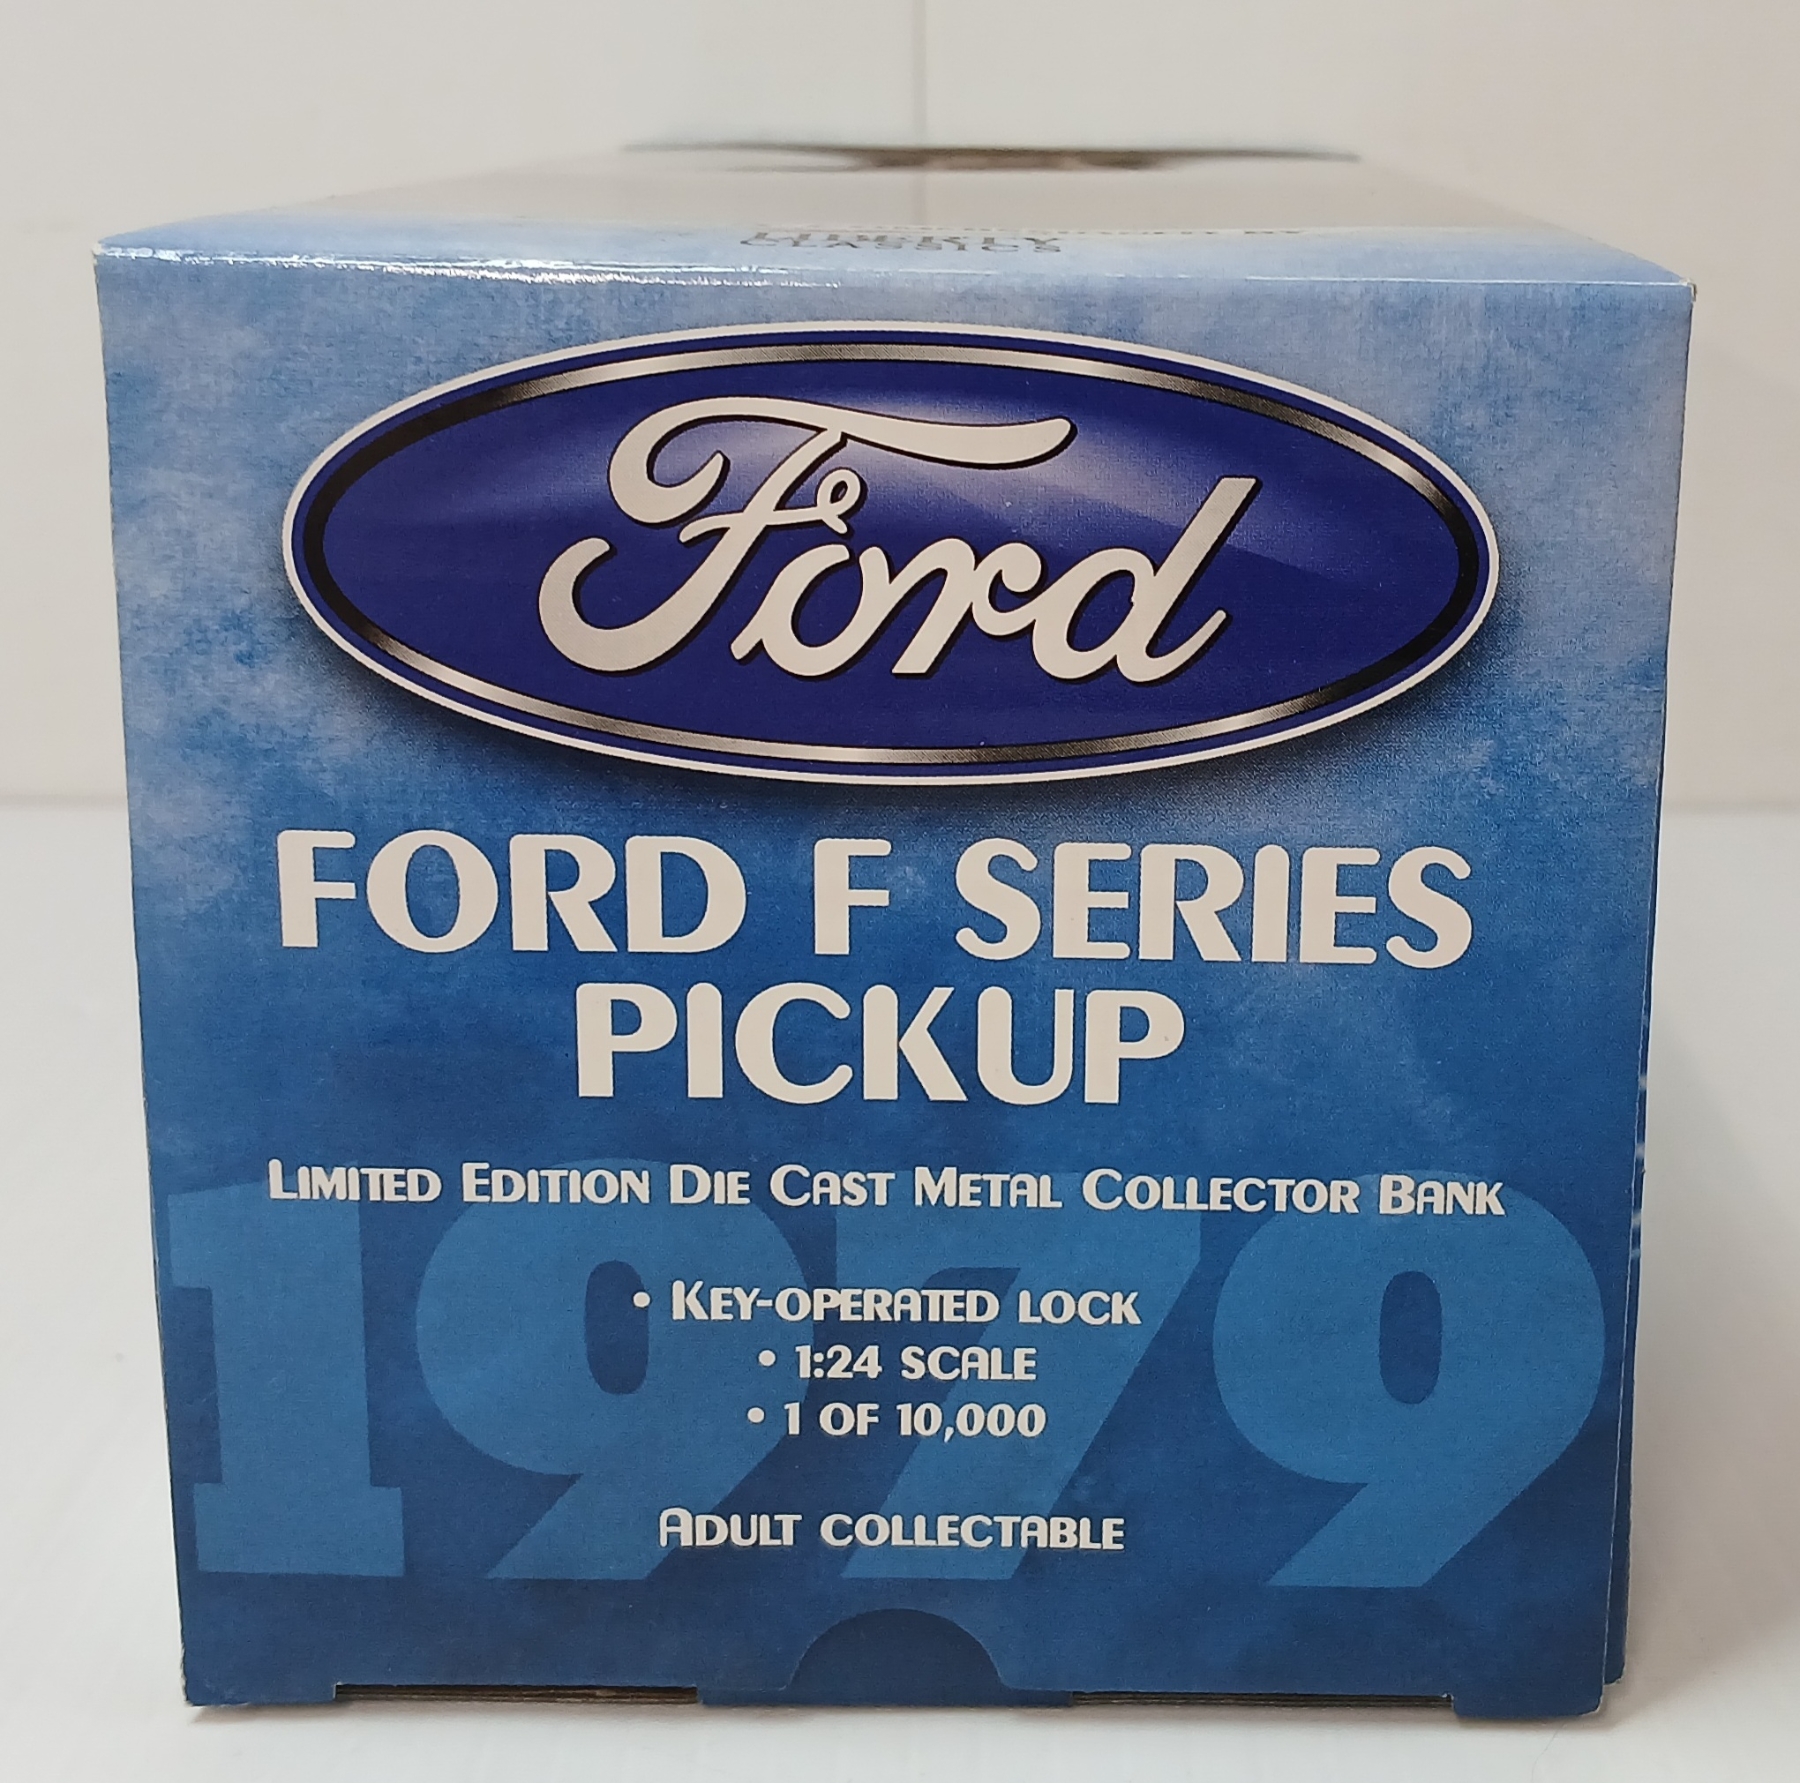 CLASSICS
Ford
FORD F SERIES
PICKUP
LIMITED EDITION DIE CAST METAL COLLECTOR BANK
1979
• KEY-OPERATED LOCK
• 1:24 SCALE
• 1 OF 10,000
ADULT COLLECTABLE